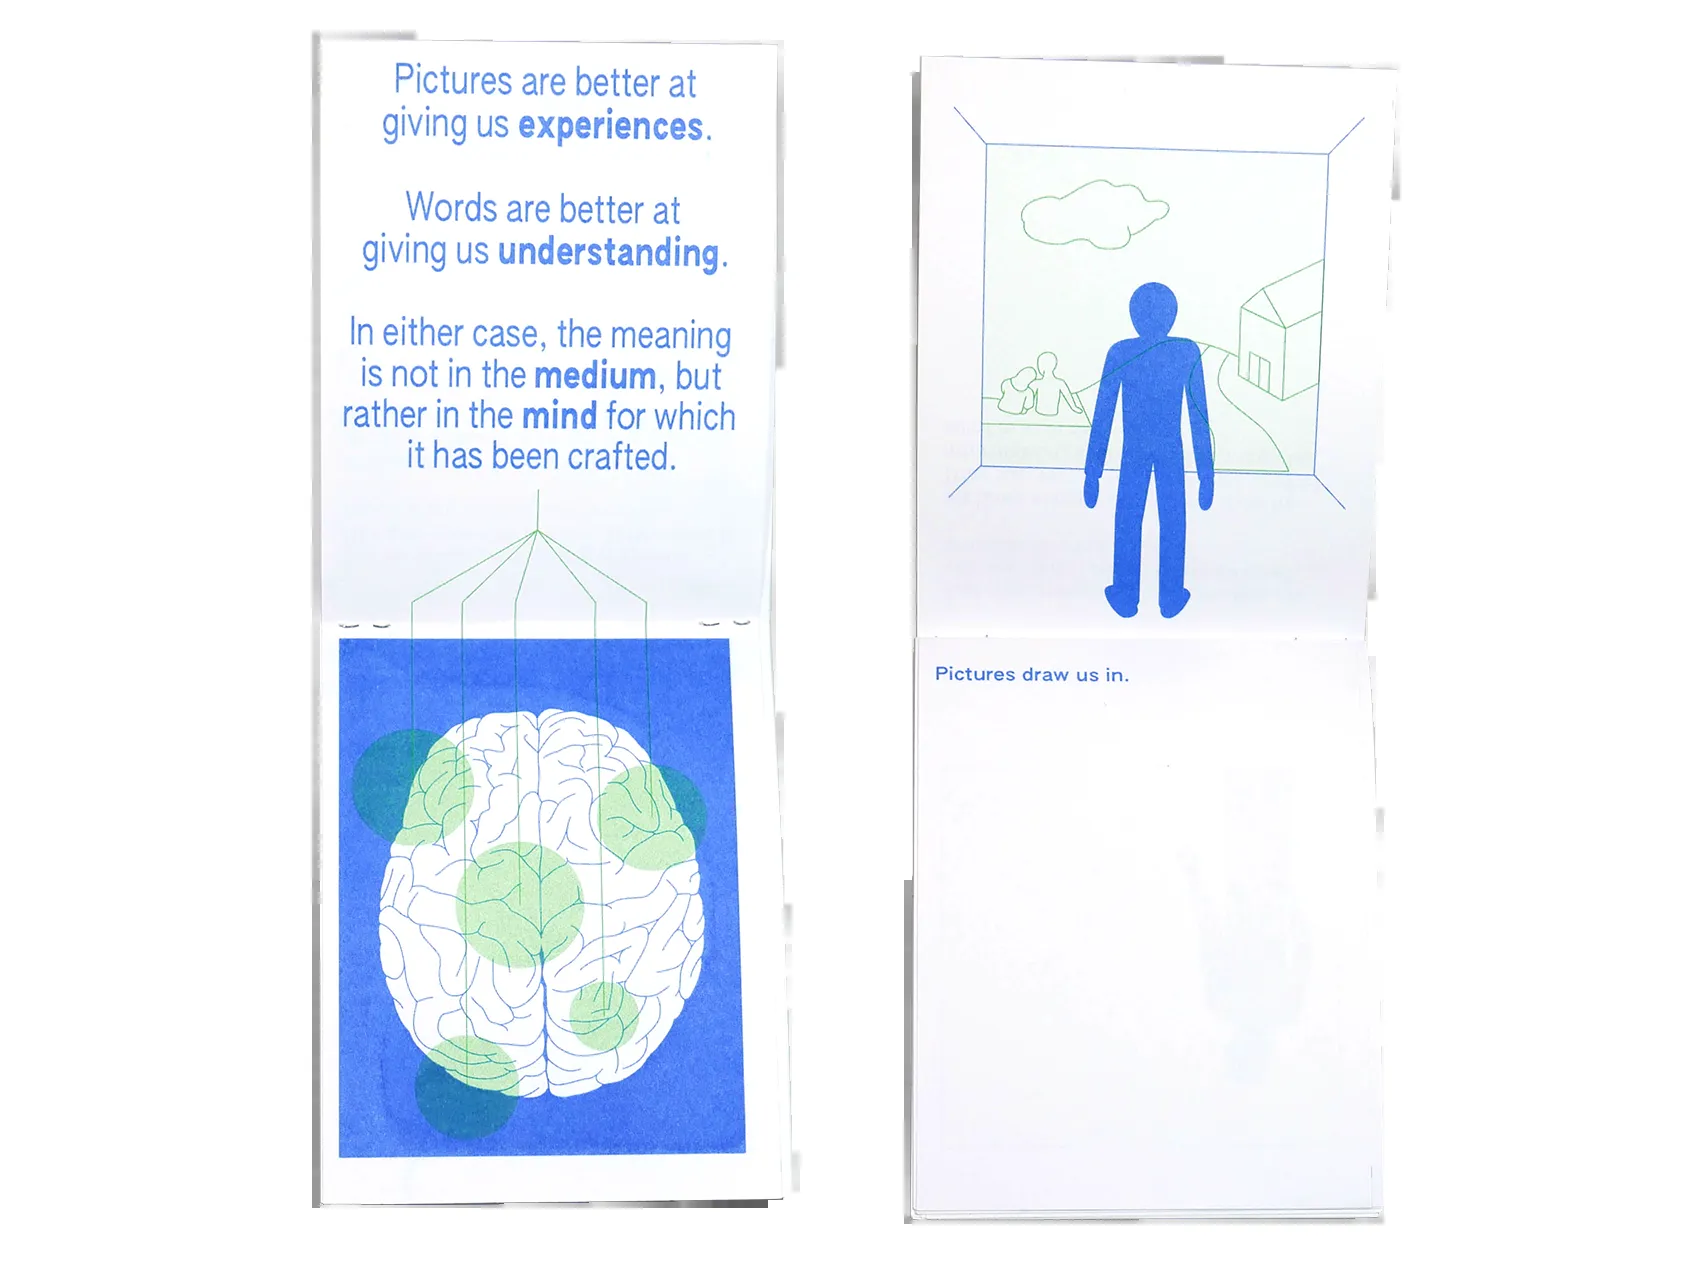 Pictures are better at
giving us experiences.
Words are better at
giving us understanding.
In either case, the meaning
is not in the medium, but
rather in the mind for which
it has been crafted.
Pictures draw us in.